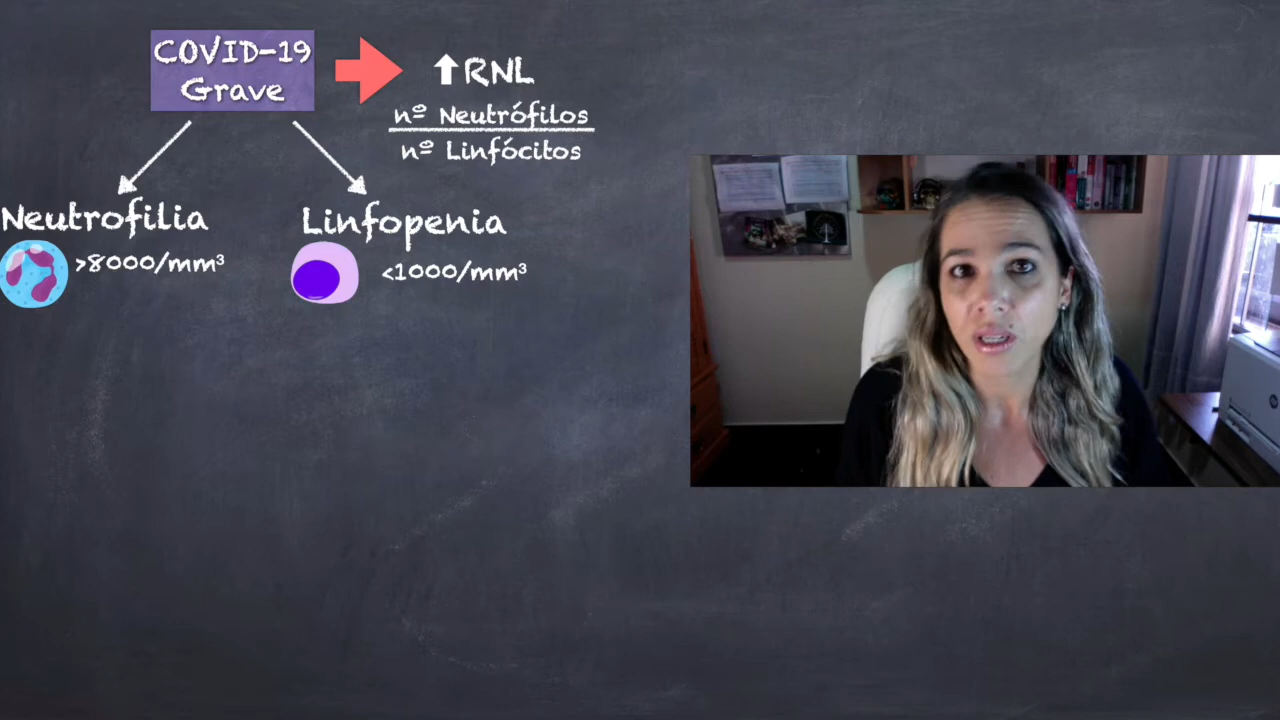 COVID-19
Grave
⬆RNL
nº Neutrófilos
nº Linfócitos
Neutrofilia
>8000/mm³
Linfopenia
<1000/mm³